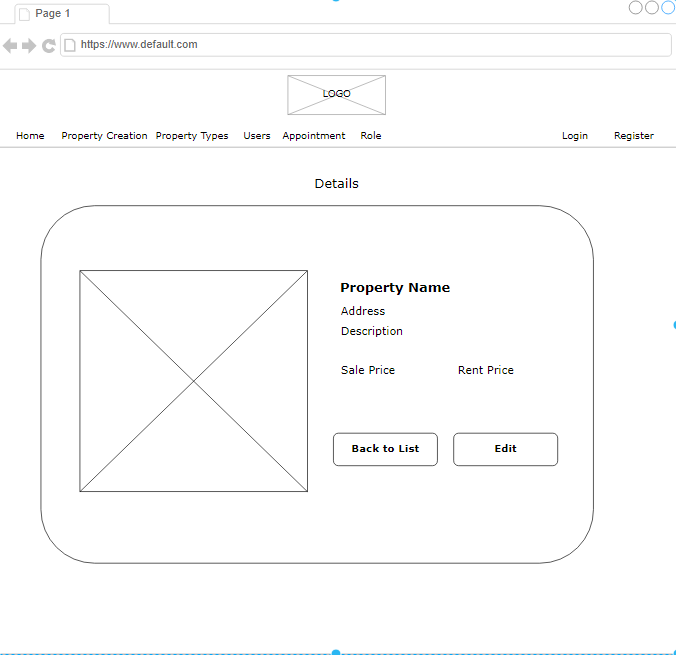 Page 1
https://www.default.com
LOGO
Home Property Creation Property Types Users Appointment Role Login Register
Details
Property Name
Address
Description
Sale Price Rent Price
Back to List Edit